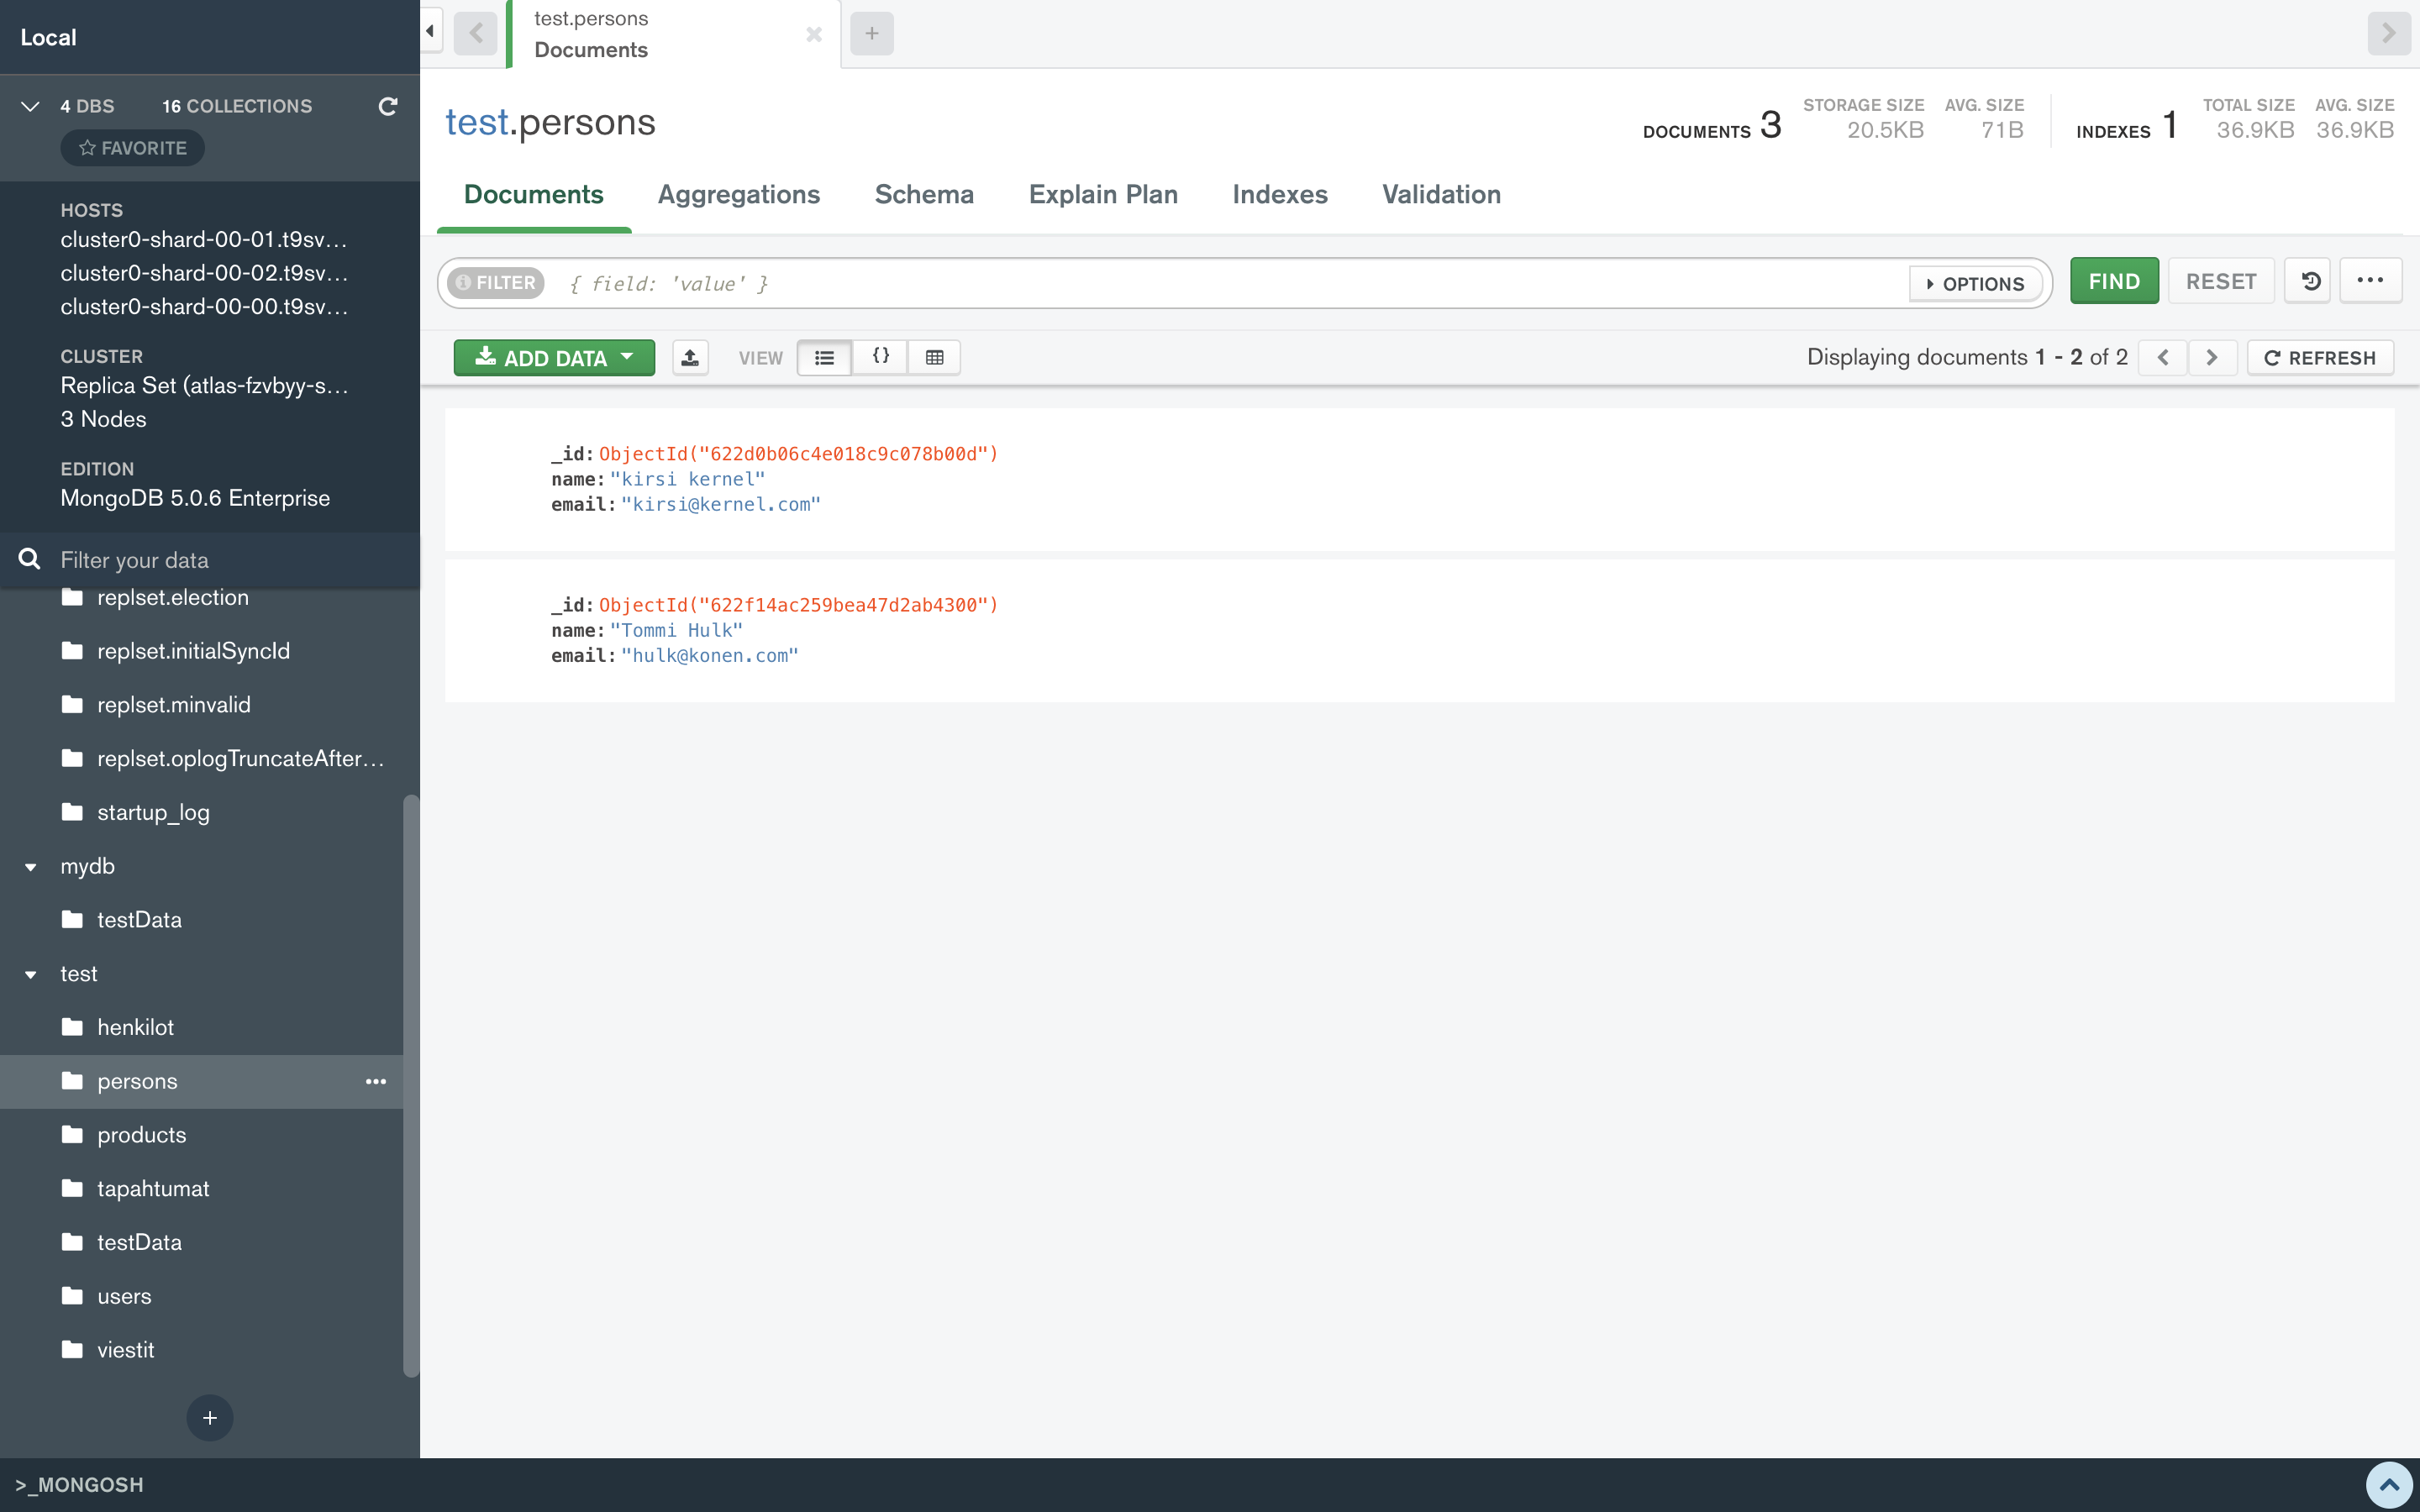 Local
4 DBS 16 COLLECTIONS
FAVORITE
HOSTS
cluster0-shard-00-01.t9sv...
cluster0-shard-00-02.t9sv...
cluster0-shard-00-00.t9sv...
CLUSTER
Replica Set (atlas-fzvbyy-s...
3 Nodes
EDITION
MongoDB 5.0.6 Enterprise
Filter your data
replset.election
replset.initialSyncId
replset.minvalid
replset.oplogTruncateAfter...
startup_log
mydb
testData
test
henkilot
persons
products
tapahtumat
testData
users
viestit
+
>_MONGOSH
test.persons
Documents
+
test.persons
DOCUMENTS 3
STORAGE SIZE
20.5KB
AVG. SIZE
71B
INDEXES 1
TOTAL SIZE
36.9KB
AVG. SIZE
36.9KB
Documents Aggregations Schema Explain Plan Indexes Validation
FILTER { field: 'value' } OPTIONS FIND RESET ...
ADD DATA VIEW {} Displaying documents 1 - 2 of 2 REFRESH
_id: ObjectId("622d0b06c4e018c9c078b00d")
name: "kirsi kernel"
email: "kirsi@kernel.com"
_id: ObjectId("622f14ac259bea47d2ab4300")
name: "Tommi Hulk"
email: "hulk@konen.com"